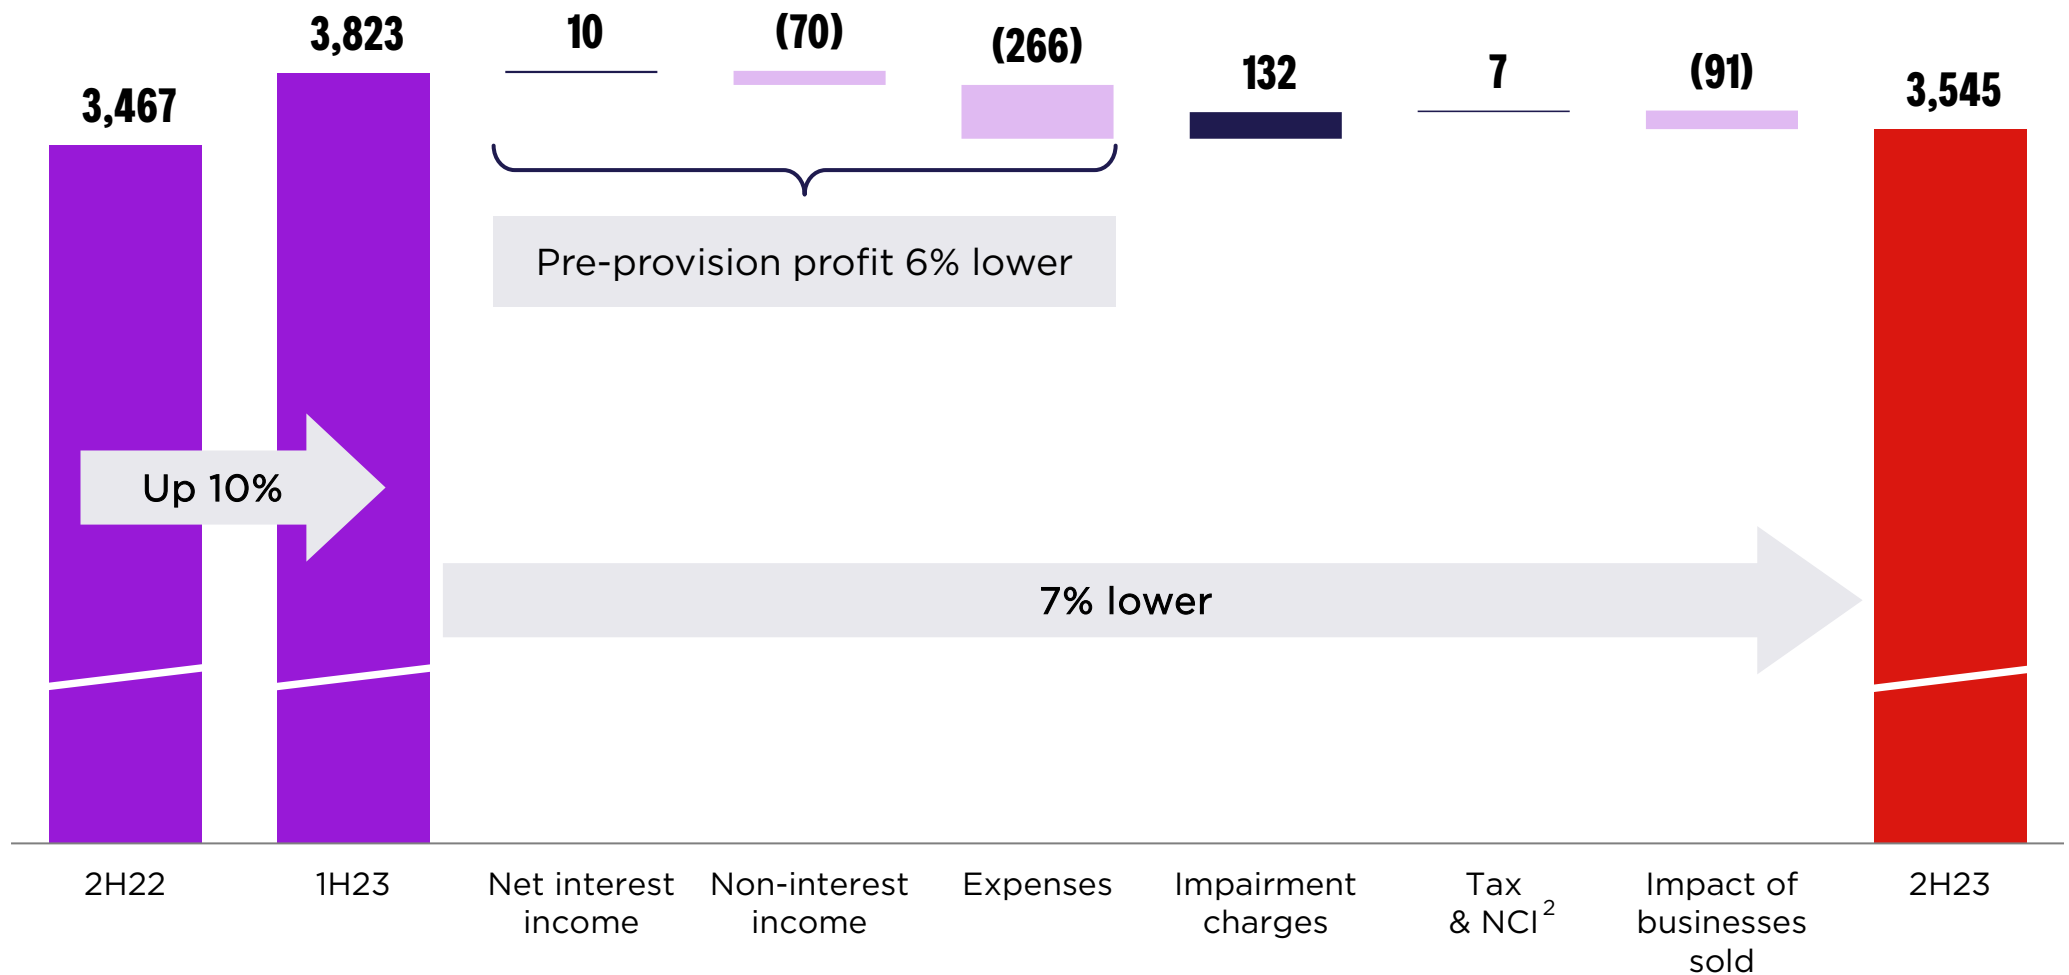 3,467
3,823
10
(70)
(266)
132
7
(91)
3,545
Pre-provision profit 6% lower
Up 10%
7% lower
2H22
1H23
Net interest
income
Non-interest
income
Expenses
Impairment
charges
Tax
& NCI 2
Impact of
businesses
sold
2H23